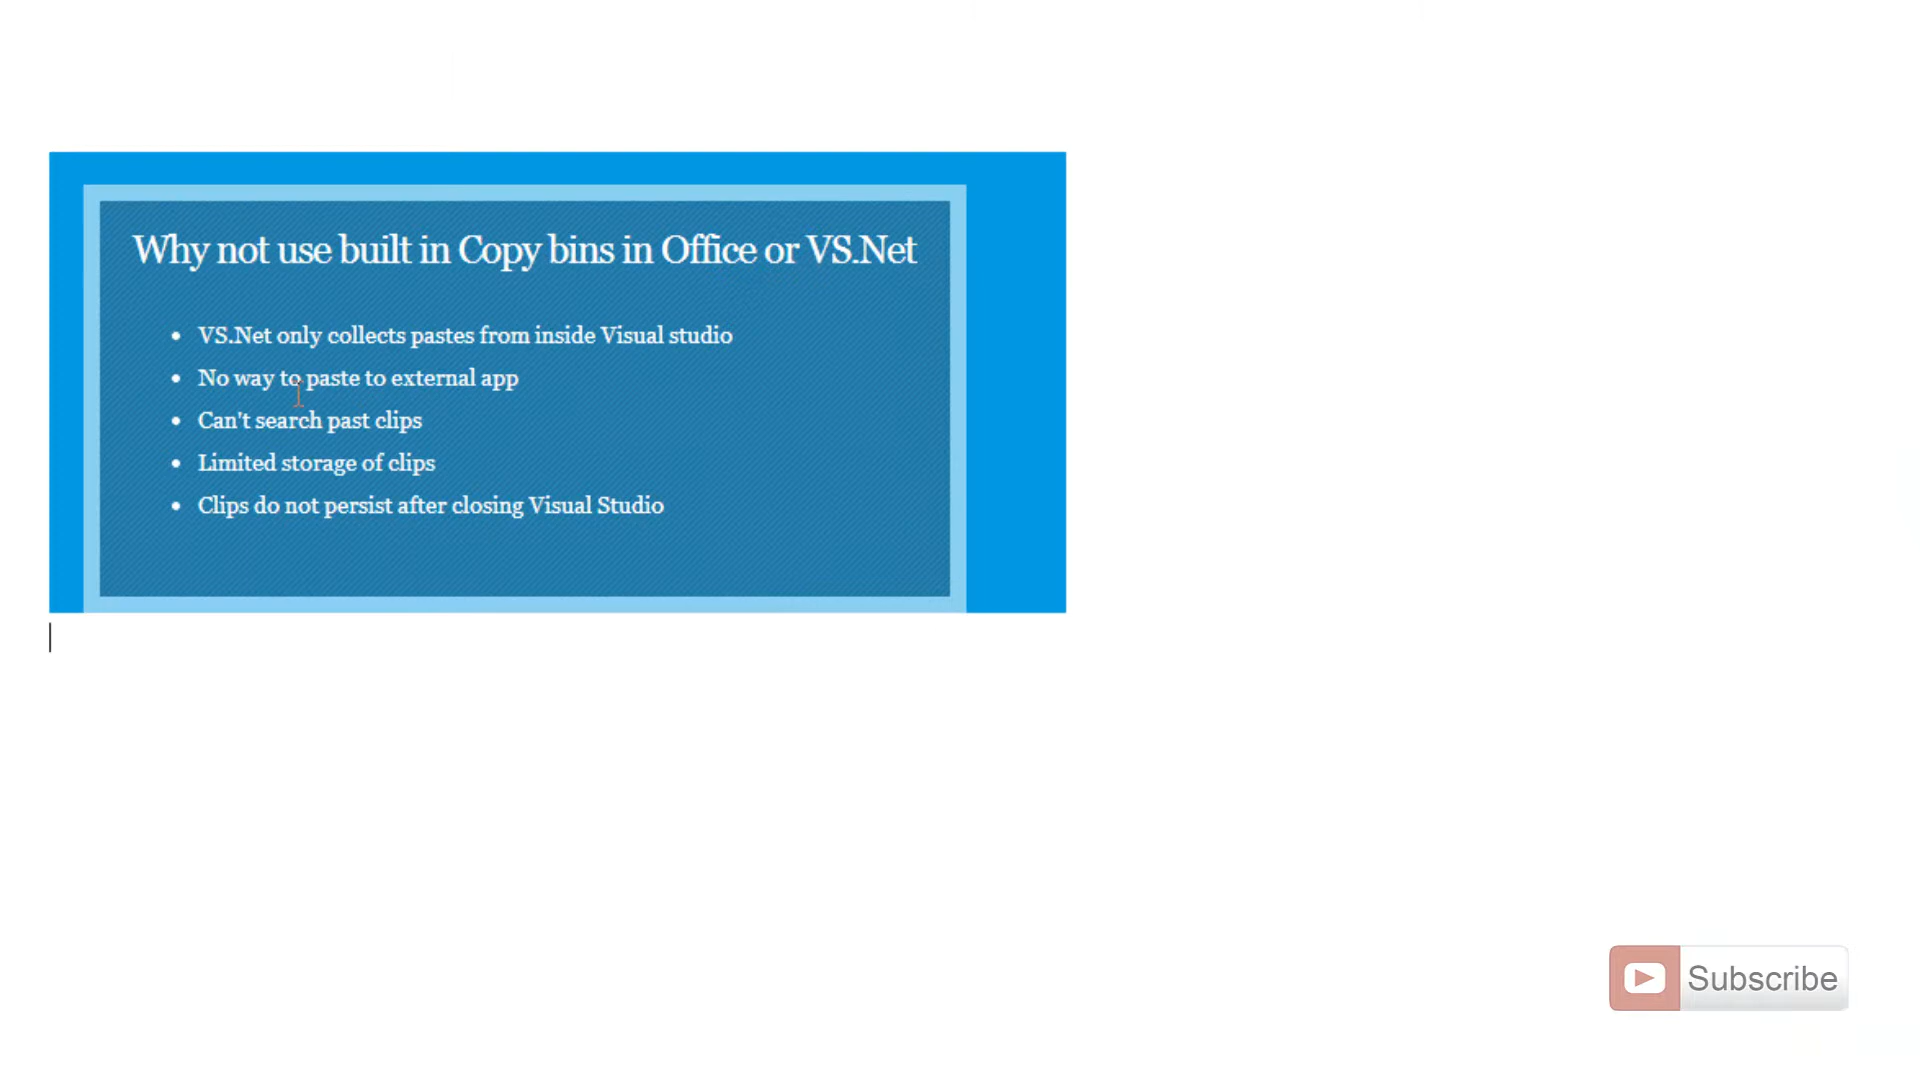 Why not use built in Copy bins in Office or VS.Net
VS.Net only collects pastes from inside Visual studio
No way to paste to external app
Can't search past clips
Limited storage of clips
Clips do not persist after closing Visual Studio
Subscribe